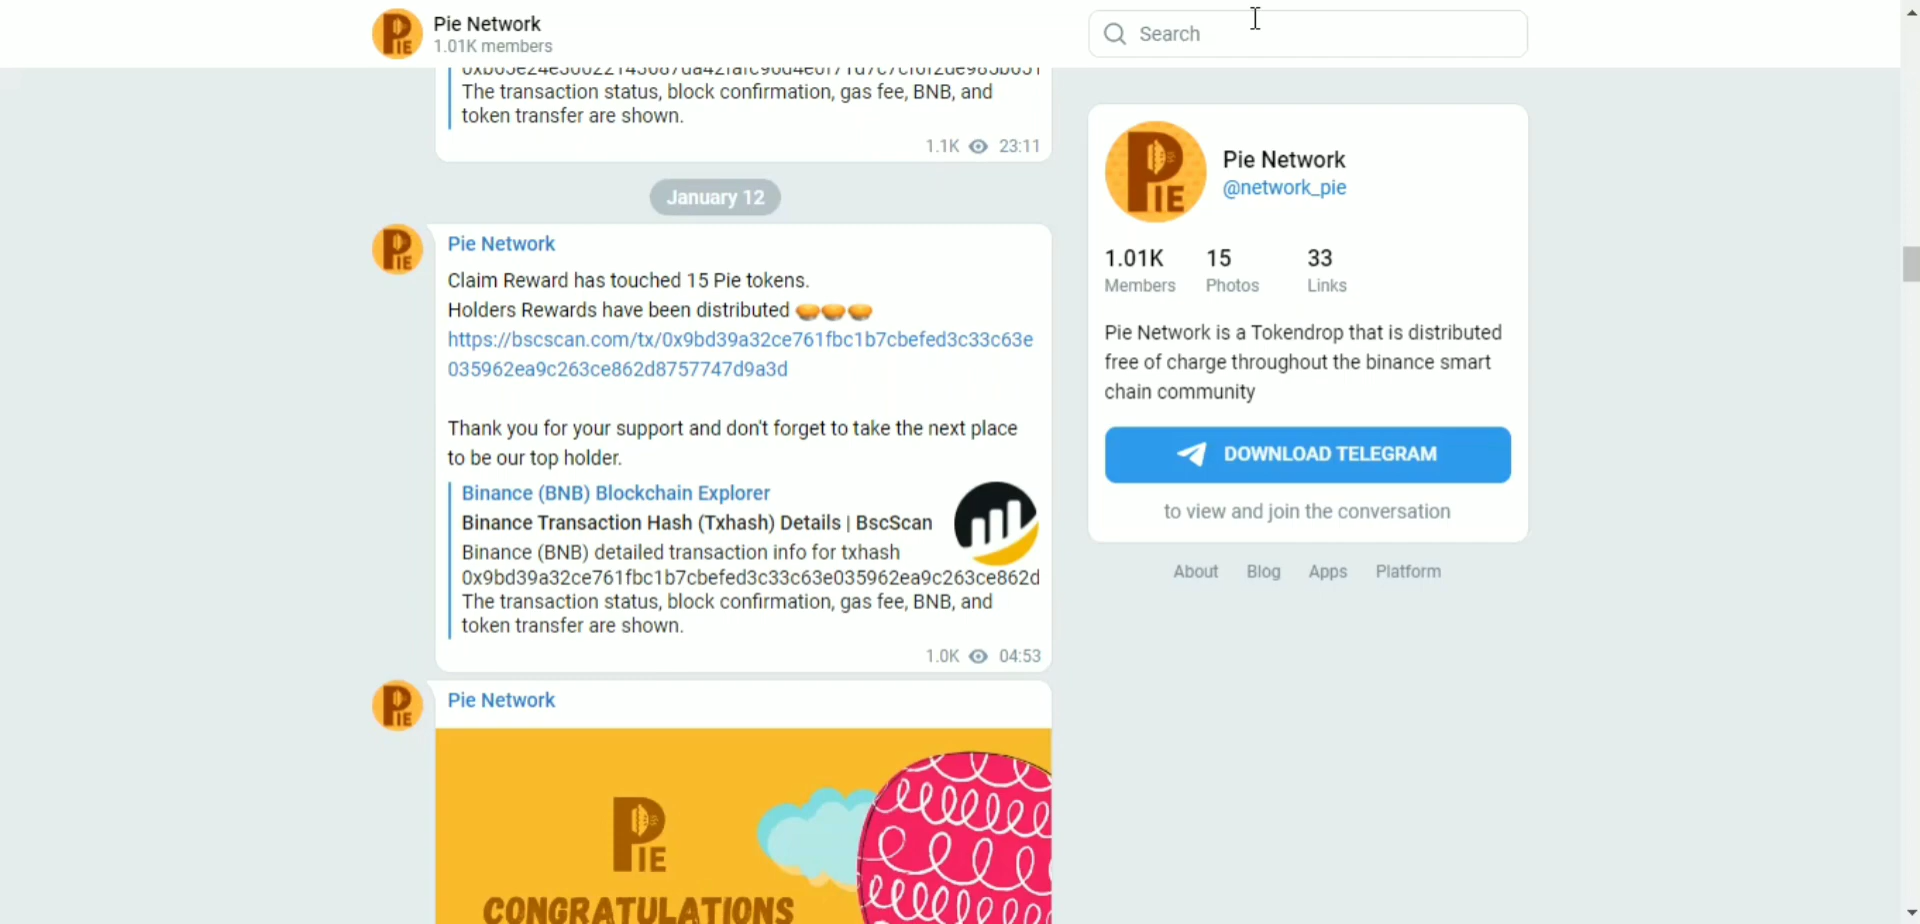 Pie Network
1.01K members
Search
The transaction status, block confirmation, gas fee, BNB, and
token transfer are shown.
1.1K 23:11
January 12
Pie Network
Claim Reward has touched 15 Pie tokens.
Holders Rewards have been distributed 🥧🥧🥧
https://bscscan.com/tx/0x9bd39a32ce761fbc1b7cbefed3c33c63e
035962ea9c263ce862d8757747d9a3d
Thank you for your support and don't forget to take the next place
to be our top holder.
Binance (BNB) Blockchain Explorer
Binance Transaction Hash (Txhash) Details | BscScan
Binance (BNB) detailed transaction info for txhash
0x9bd39a32ce761fbc1b7cbefed3c33c63e035962ea9c263ce862d
The transaction status, block confirmation, gas fee, BNB, and
token transfer are shown.
1.0K 04:53
Pie Network
PIE
CONGRATULATIONS
PIE
Pie Network
@network_pie
1.01K 15 33
Members Photos Links
Pie Network is a Tokendrop that is distributed
free of charge throughout the binance smart
chain community
DOWNLOAD TELEGRAM
to view and join the conversation
About Blog Apps Platform